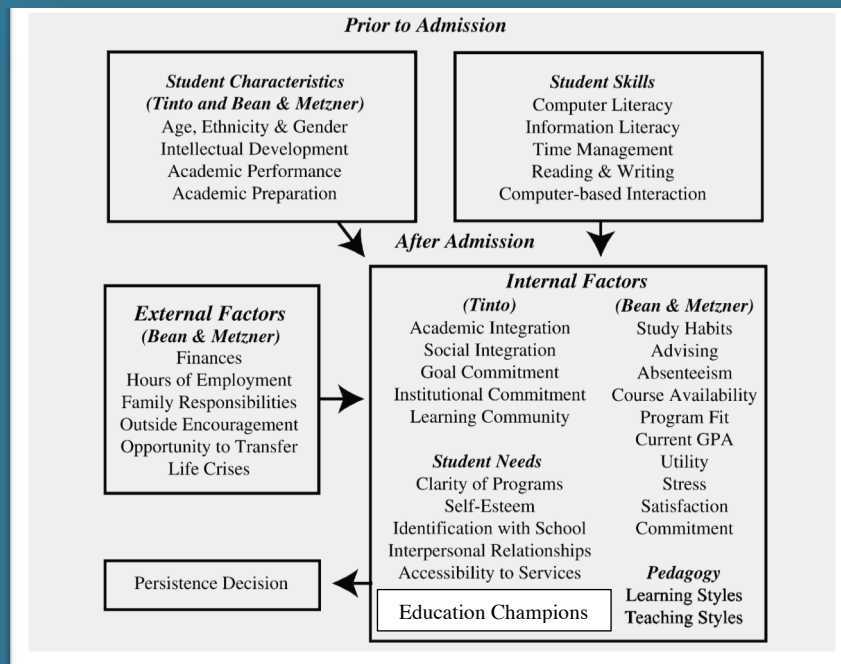 Prior to Admission
Student Characteristics
(Tinto and Bean & Metzner)
Age, Ethnicity & Gender
Intellectual Development
Academic Performance
Academic Preparation
Student Skills
Computer Literacy
Information Literacy
Time Management
Reading & Writing
Computer-based Interaction
After Admission
External Factors
(Bean & Metzner)
Finances
Hours of Employment
Family Responsibilities
Outside Encouragement
Opportunity to Transfer
Life Crises
Internal Factors
(Tinto)
Academic Integration
Social Integration
Goal Commitment
Institutional Commitment
Learning Community
Student Needs
Clarity of Programs
Self-Esteem
Identification with School
Interpersonal Relationships
Accessibility to Services
Education Champions
(Bean & Metzner)
Study Habits
Advising
Absenteeism
Course Availability
Program Fit
Current GPA
Utility
Stress
Satisfaction
Commitment
Pedagogy
Learning Styles
Teaching Styles
Persistence Decision